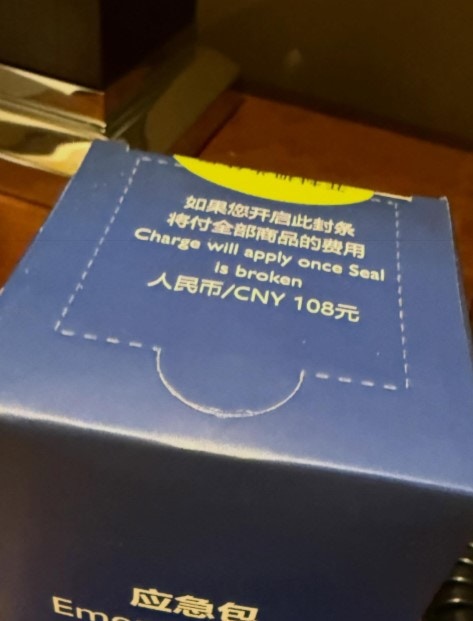 如果您开启此封条
将付全部商品的费用
Charge will apply once Seal
is broken
人民币/CNY 108元
应急包